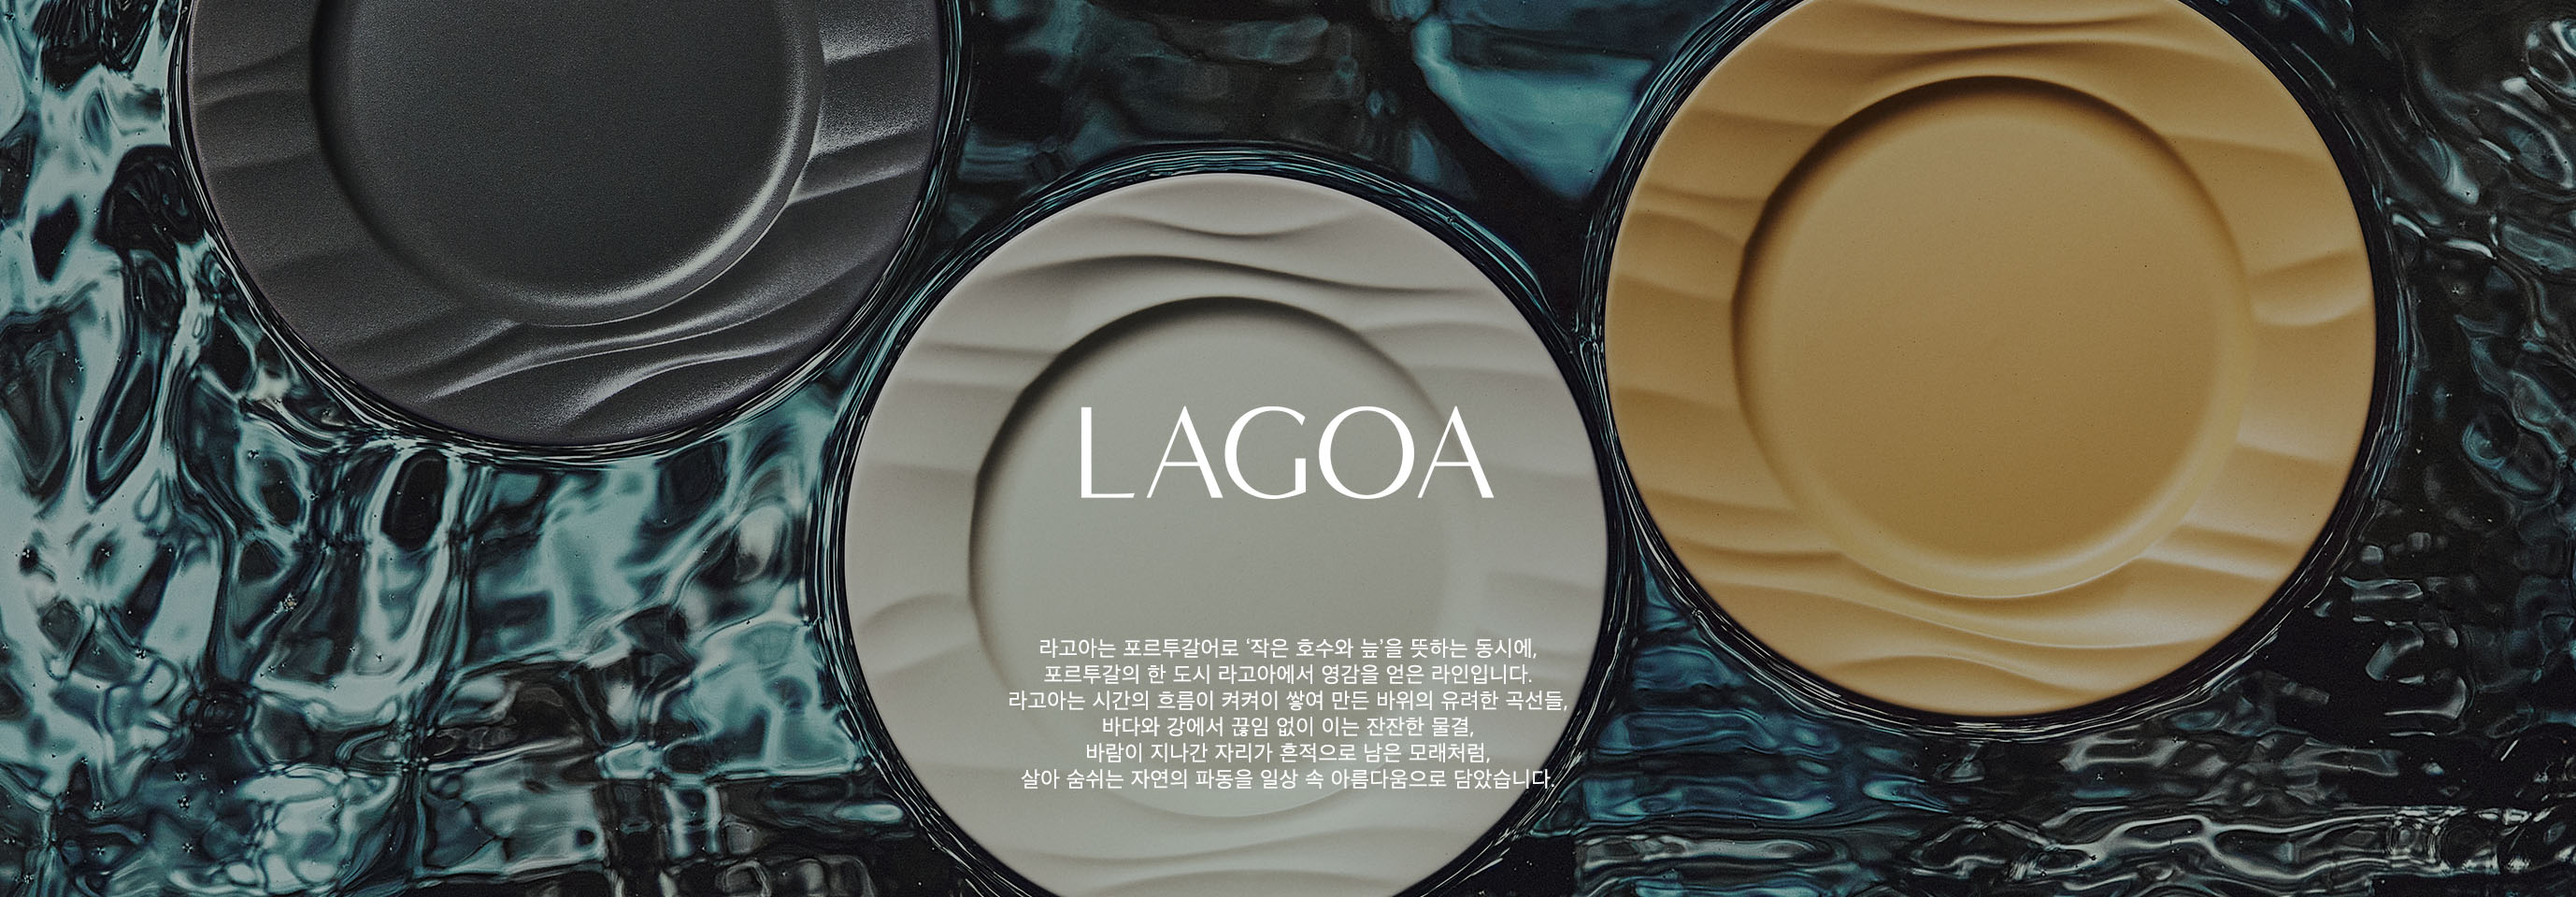 LAGOA
라고아는 포르투갈어로 ‘작은 호수와 늪’을 뜻하는 동시에,
포르투갈의 한 도시 라고아에서 영감을 얻은 라인입니다.
라고아는 시간의 흐름이 켜켜이 쌓여 만든 바위의 유려한 곡선들,
바다와 강에서 끊임 없이 이는 잔잔한 물결,
바람이 지나간 자리가 흔적으로 남은 모래처럼,
살아 숨쉬는 자연의 파동을 일상 속 아름다움으로 담았습니다.